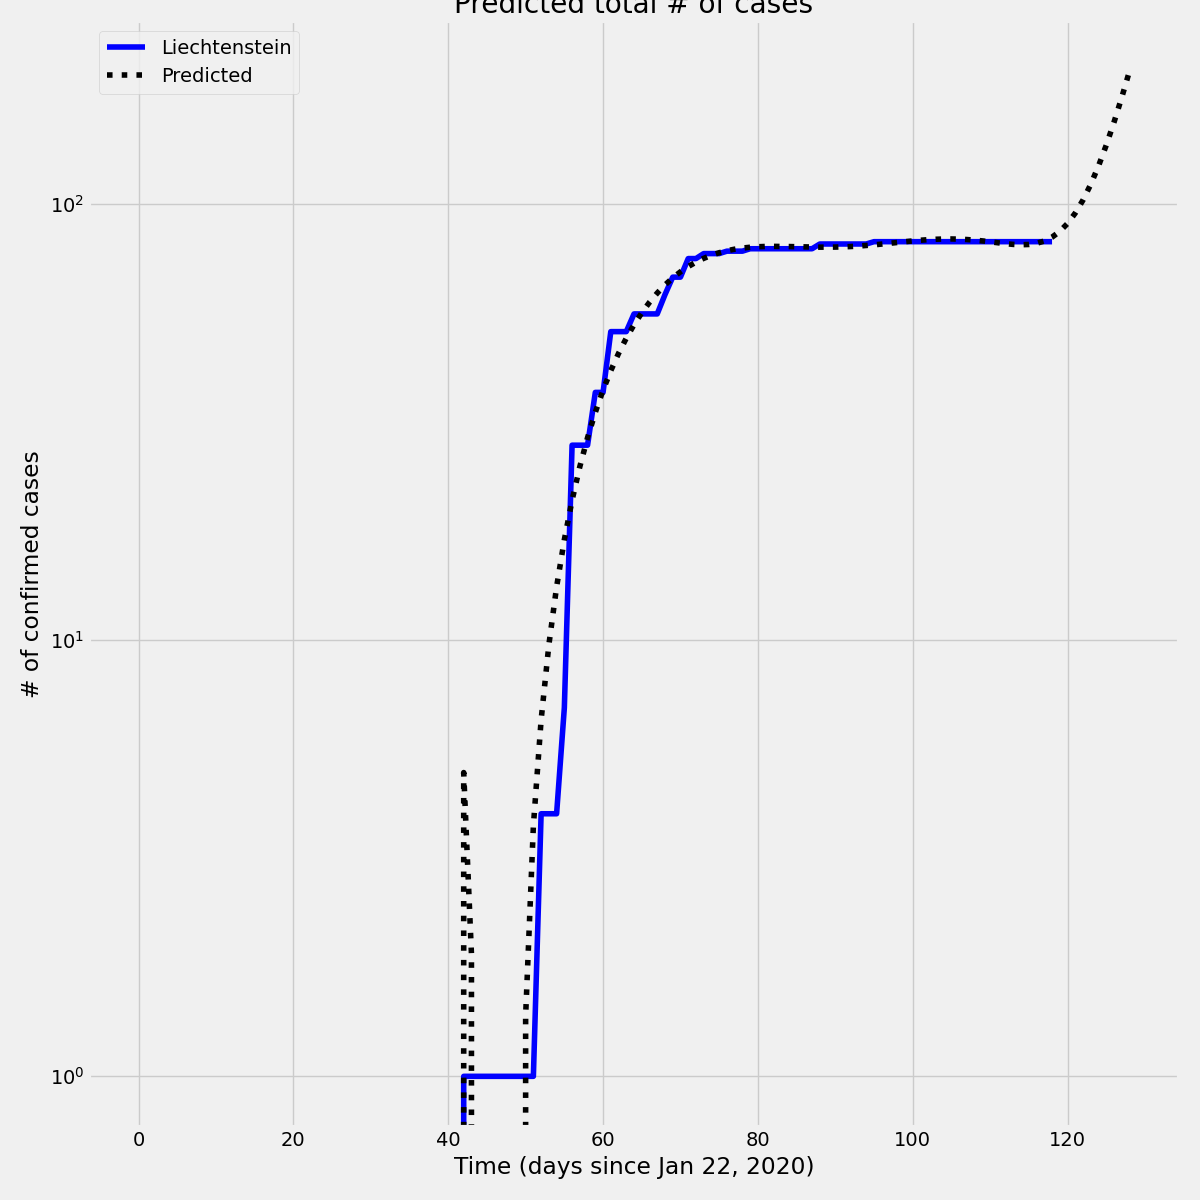 Predicted total # of cases
Liechtenstein
Predicted
10²
10¹
10⁰
# of confirmed cases
0 20 40 60 80 100 120
Time (days since Jan 22, 2020)